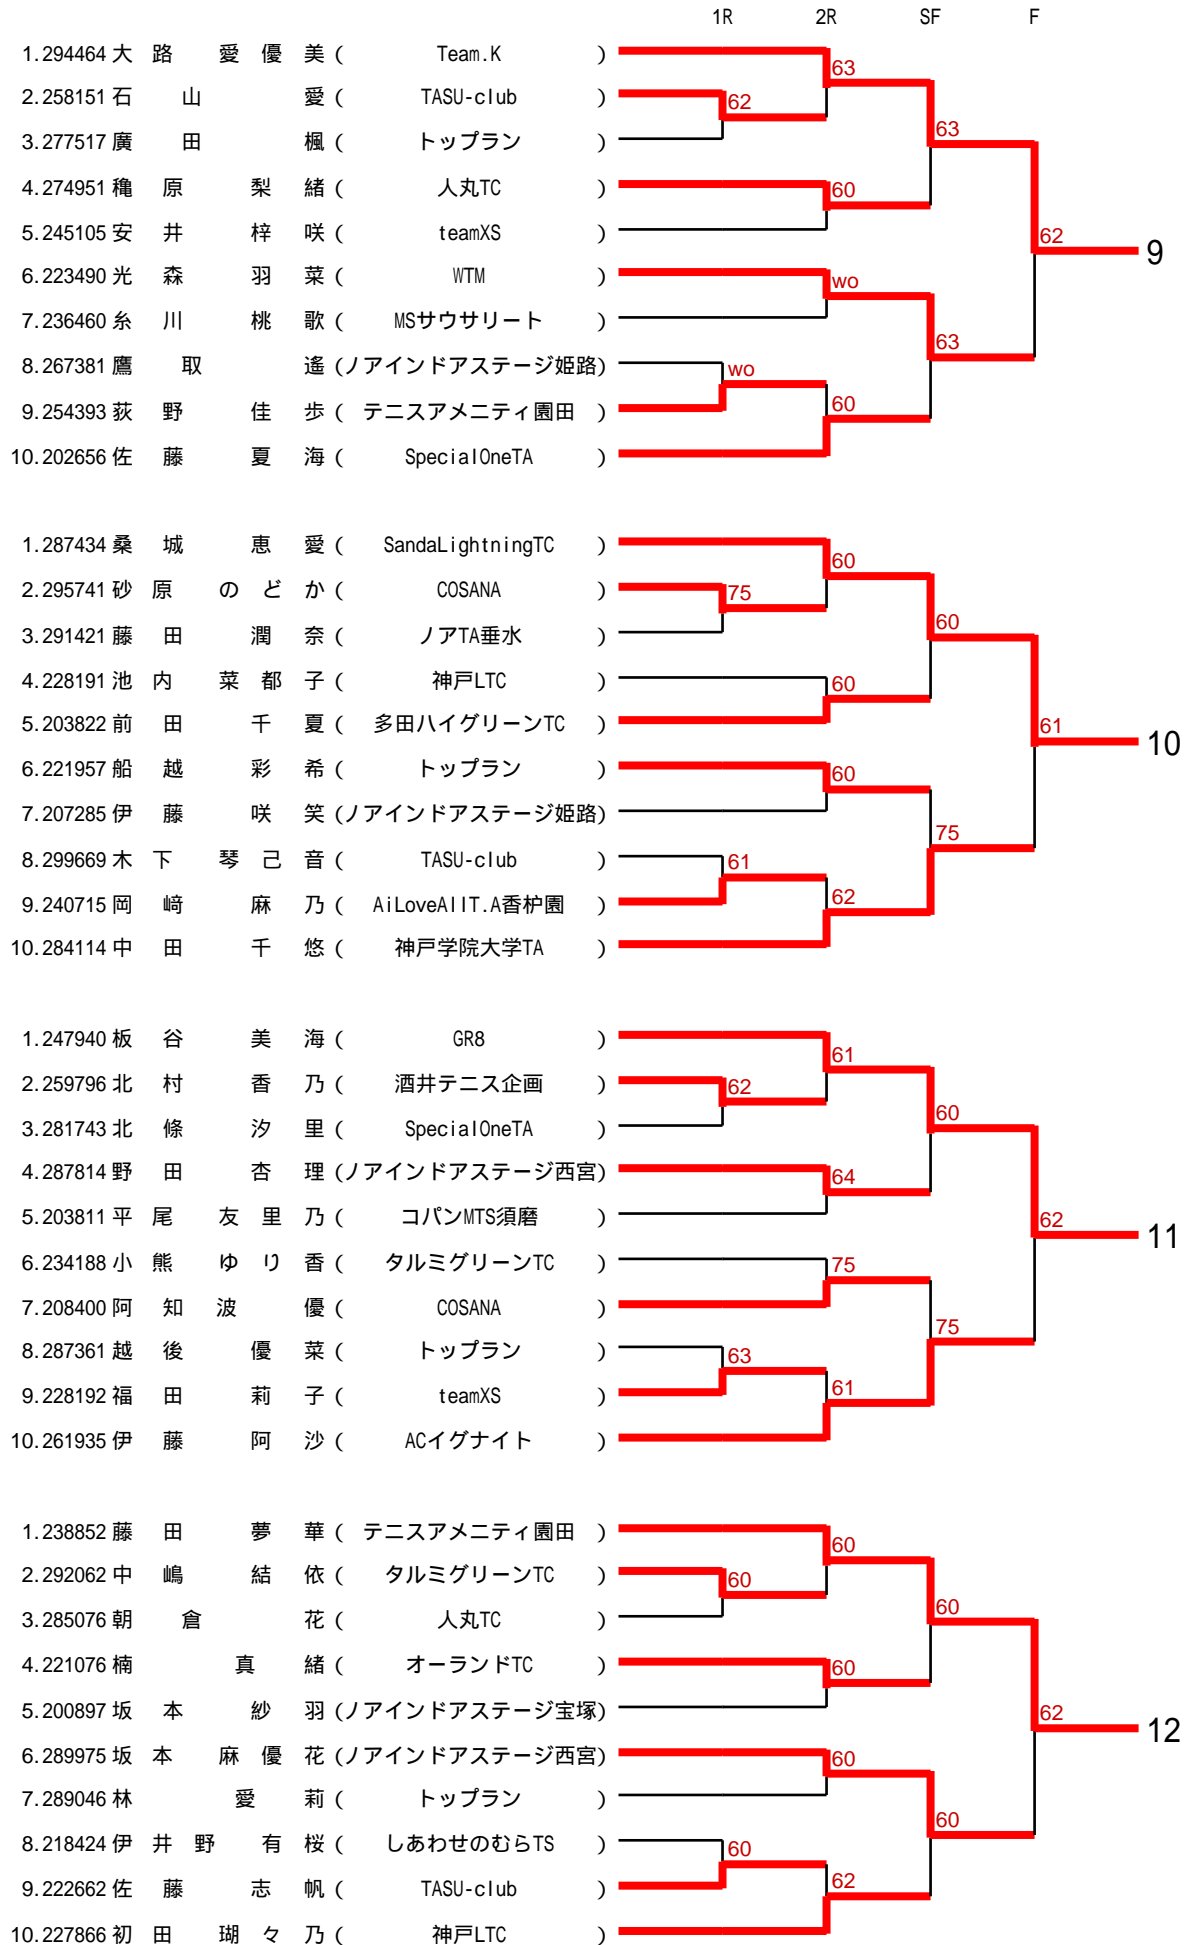 1R 2R SF F
1.294464 大路 愛優美 ( Team.K )
63
2.258151 石山 愛 ( TASU-club )
62
63
3.277517 廣田 楓 ( トップラン )
4.274951 穐原 梨緒 ( 人丸TC )
60
5.245105 安井 梓咲 ( teamXS )
62
9
6.223490 光森 羽菜 ( WTM )
wo
7.236460 糸川 桃歌 ( MSサウサリート )
63
8.267381 鷹取 遙 (ノアインドアステージ姫路)
wo
9.254393 荻野 佳歩 ( テニスアメニティ園田 )
60
10.202656 佐藤 夏海 ( SpecialOneTA )
1.287434 桑城 恵愛 ( SandaLightningTC )
60
2.295741 砂原 のどか ( COSANA )
75
60
3.291421 藤田 潤奈 ( ノアTA垂水 )
4.228191 池内 菜都子 ( 神戸LTC )
60
5.203822 前田 千夏 ( 多田ハイグリーンTC )
61
10
6.221957 船越 彩希 ( トップラン )
60
7.207285 伊藤 咲笑 (ノアインドアステージ姫路)
75
8.299669 木下 琴己音 ( TASU-club )
61
9.240715 岡﨑 麻乃 ( AiLoveAllT.A香枦園 )
62
10.284114 中田 千悠 ( 神戸学院大学TA )
1.247940 板谷 美海 ( GR8 )
61
2.259796 北村 香乃 ( 酒井テニス企画 )
62
60
3.281743 北條 汐里 ( SpecialOneTA )
4.287814 野田 杏理 (ノアインドアステージ西宮)
64
5.203811 平尾 友里乃 ( コパンMTS須磨 )
62
11
6.234188 小熊 ゆり香 ( タルミグリーンTC )
75
7.208400 阿知波 優 ( COSANA )
75
8.287361 越後 優菜 ( トップラン )
63
9.228192 福田 莉子 ( teamXS )
61
10.261935 伊藤 阿沙 ( ACイグナイト )
1.238852 藤田 夢華 ( テニスアメニティ園田 )
60
2.292062 中嶋 結依 ( タルミグリーンTC )
60
60
3.285076 朝倉 花 ( 人丸TC )
4.221076 楠 真緒 ( オーランドTC )
60
5.200897 坂本 紗羽 (ノアインドアステージ宝塚)
62
12
6.289975 坂本 麻優花 (ノアインドアステージ西宮)
60
7.289046 林 愛莉 ( トップラン )
60
8.218424 伊井野 有桜 ( しあわせのむらTS )
60
9.222662 佐藤 志帆 ( TASU-club )
62
10.227866 初田 瑚々乃 ( 神戸LTC )